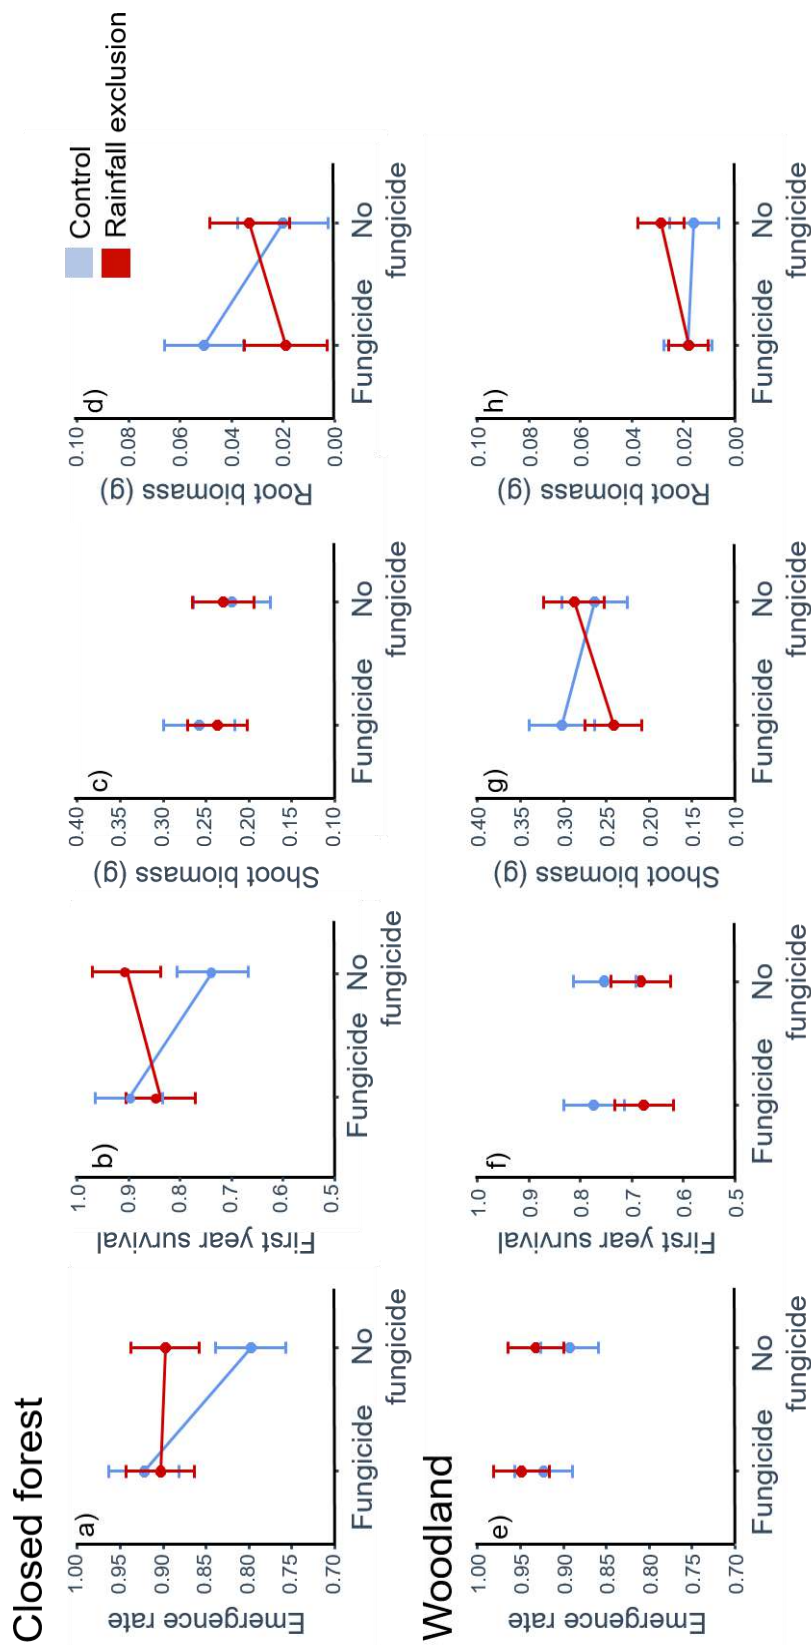 Closed forest
Control
Rainfall exclusion
a)
Emergence rate
1.00
0.95
0.90
0.85
0.80
0.75
0.70
Fungicide
No
fungicide
b)
First year survival
1.0
0.9
0.8
0.7
0.6
0.5
Fungicide
No
fungicide
c)
Shoot biomass (g)
0.40
0.35
0.30
0.25
0.20
0.15
0.10
Fungicide
No
fungicide
d)
Root biomass (g)
0.10
0.08
0.06
0.04
0.02
0.00
Fungicide
No
fungicide
Woodland
e)
Emergence rate
1.00
0.95
0.90
0.85
0.80
0.75
0.70
Fungicide
No
fungicide
f)
First year survival
1.0
0.9
0.8
0.7
0.6
0.5
Fungicide
No
fungicide
g)
Shoot biomass (g)
0.40
0.35
0.30
0.25
0.20
0.15
0.10
Fungicide
No
fungicide
h)
Root biomass (g)
0.10
0.08
0.06
0.04
0.02
0.00
Fungicide
No
fungicide